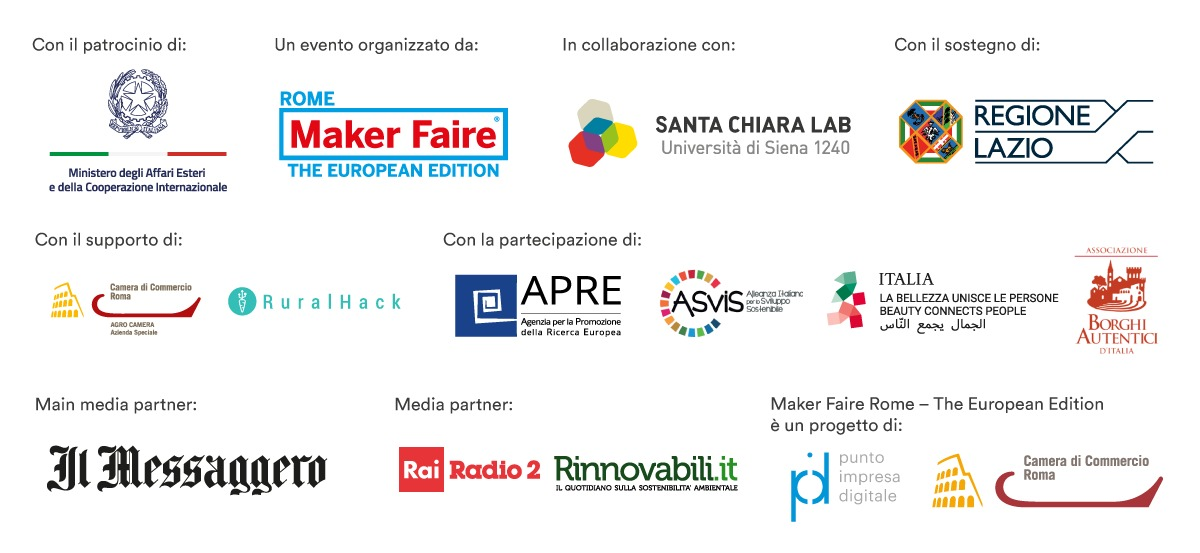 Con il patrocinio di:
Un evento organizzato da:
In collaborazione con:
Con il sostegno di:
Ministero degli Affari Esteri
e della Cooperazione Internazionale
ROME
Maker Faire®
THE EUROPEAN EDITION
SANTA CHIARA LAB
Università di Siena 1240
REGIONE
LAZIO
Con il supporto di:
Con la partecipazione di:
Camera di Commercio
Roma
AGRO CAMERA
Azienda Speciale
RuralHack
APRE
Agenzia per la Promozione
della Ricerca Europea
ASviS
Alleanza Italiana
per lo Sviluppo
Sostenibile
ITALIA
LA BELLEZZA UNISCE LE PERSONE
BEAUTY CONNECTS PEOPLE
الجمال يجمع النّاس
ASSOCIAZIONE
BORGHI
AUTENTICI
D'ITALIA
Main media partner:
Media partner:
Maker Faire Rome – The European Edition
è un progetto di:
Il Messaggero
Rai Radio 2
Rinnovabili.it
IL QUOTIDIANO SULLA SOSTENIBILITA' AMBIENTALE
pid
punto
impresa
digitale
Camera di Commercio
Roma